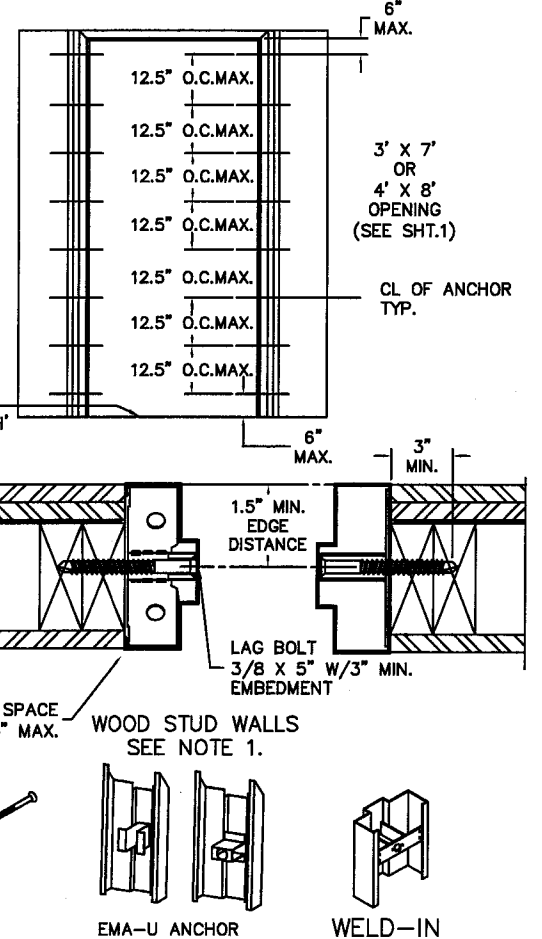 6"
MAX.
12.5" O.C.MAX.
12.5" O.C.MAX.
12.5" O.C.MAX.
12.5" O.C.MAX.
12.5" O.C.MAX.
12.5" O.C.MAX.
12.5" O.C.MAX.
3' X 7'
OR
4' X 8'
OPENING
(SEE SHT.1)
CL OF ANCHOR
TYP.
6"
MAX.
3"
MIN.
1.5" MIN.
EDGE
DISTANCE
LAG BOLT
3/8 X 5" W/3" MIN.
EMBEDMENT
SPACE
" MAX.
WOOD STUD WALLS
SEE NOTE 1.
EMA-U ANCHOR
WELD-IN